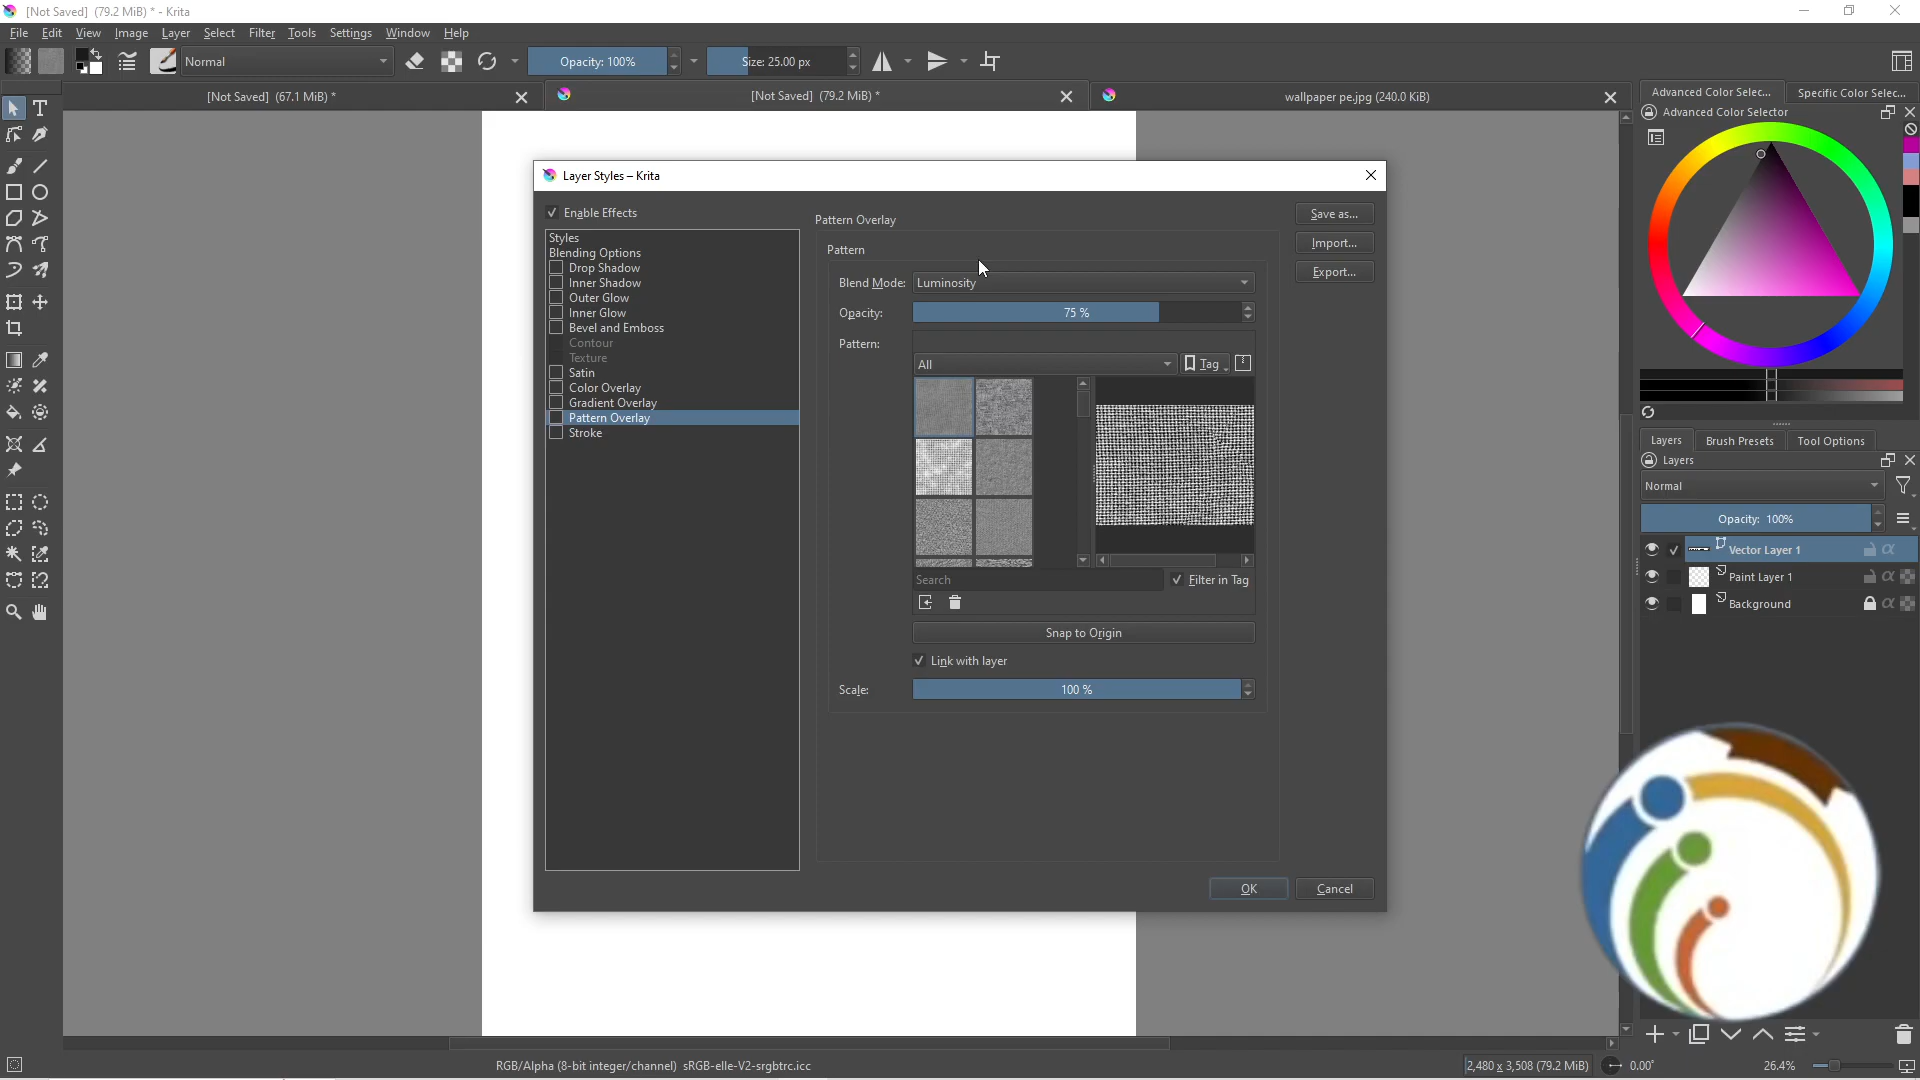 [Not Saved] (79.2 MiB) * - Krita
File Edit View Image Layer Select Filter Tools Settings Window Help
Normal Opacity: 100% Size: 25.00 px
[Not Saved] (67.1 MiB) * [Not Saved] (79.2 MiB) * wallpaper pe.jpg (240.0 KiB)
Advanced Color Selec... Specific Color Selec...
Advanced Color Selector
Layer Styles – Krita
Enable Effects
Styles
Blending Options
Drop Shadow
Inner Shadow
Outer Glow
Inner Glow
Bevel and Emboss
Contour
Texture
Satin
Color Overlay
Gradient Overlay
Pattern Overlay
Stroke
Pattern Overlay
Pattern
Blend Mode: Luminosity
Opacity: 75 %
Pattern:
All Tag
Search Filter in Tag
Snap to Origin
Link with layer
Scale: 100 %
Save as...
Import...
Export...
OK Cancel
Layers Brush Presets Tool Options
Layers
Normal
Opacity: 100%
Vector Layer 1
Paint Layer 1
Background
RGB/Alpha (8-bit integer/channel) sRGB-elle-V2-srgbtrc.icc
2,480 x 3,508 (79.2 MiB) 0.00° 26.4%